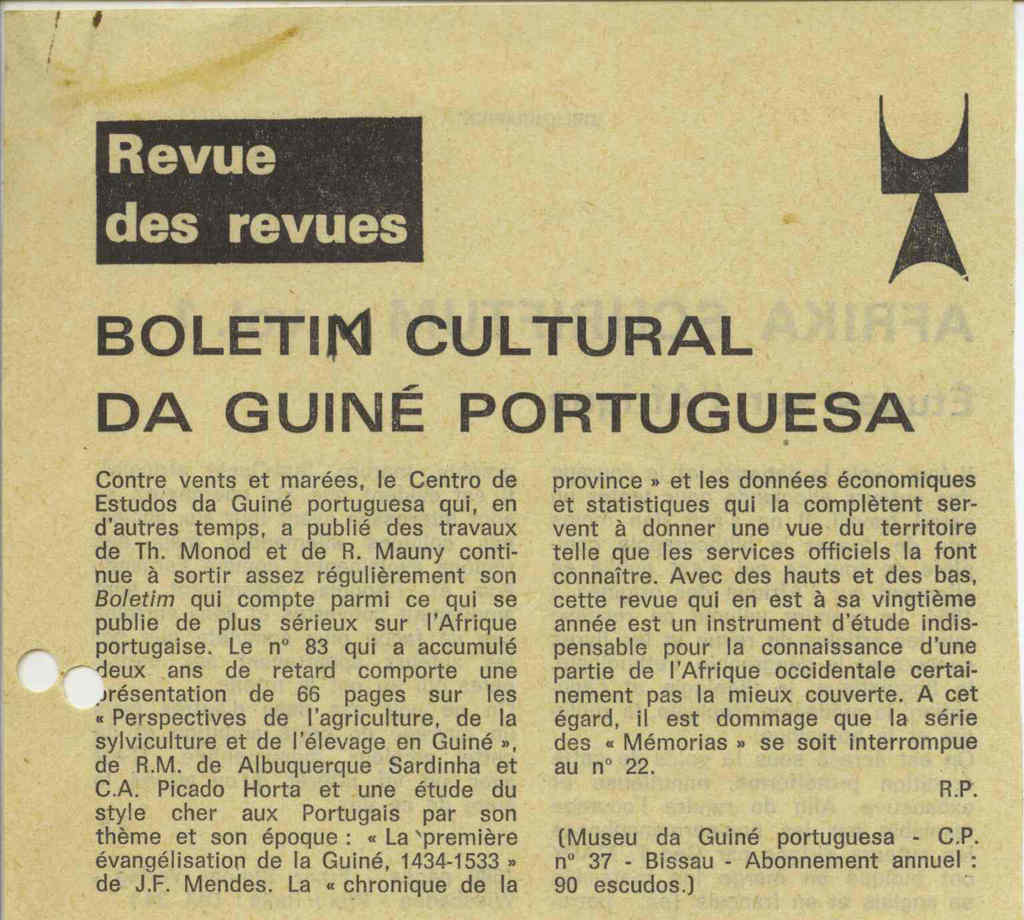 Revue
des revues
BOLETIM CULTURAL
DA GUINÉ PORTUGUESA
Contre vents et marées, le Centro de
Estudos da Guiné portuguesa qui, en
d'autres temps, a publié des travaux
de Th. Monod et de R. Mauny conti-
nue à sortir assez régulièrement son
Boletim qui compte parmi ce qui se
publie de plus sérieux sur l'Afrique
portugaise. Le n° 83 qui a accumulé
deux ans de retard comporte une
présentation de 66 pages sur les
« Perspectives de l'agriculture, de la
sylviculture et de l'élevage en Guiné »,
de R.M. de Albuquerque Sardinha et
C.A. Picado Horta et une étude du
style cher aux Portugais par son
thème et son époque : « La première
évangélisation de la Guiné, 1434-1533 »
de J.F. Mendes. La « chronique de la
province » et les données économiques
et statistiques qui la complètent ser-
vent à donner une vue du territoire
telle que les services officiels la font
connaître. Avec des hauts et des bas,
cette revue qui en est à sa vingtième
année est un instrument d'étude indis-
pensable pour la connaissance d'une
partie de l'Afrique occidentale certai-
nement pas la mieux couverte. A cet
égard, il est dommage que la série
des « Mémorias » se soit interrompue
au n° 22.
R.P.
(Museu da Guiné portuguesa - C.P.
n° 37 - Bissau - Abonnement annuel :
90 escudos.)